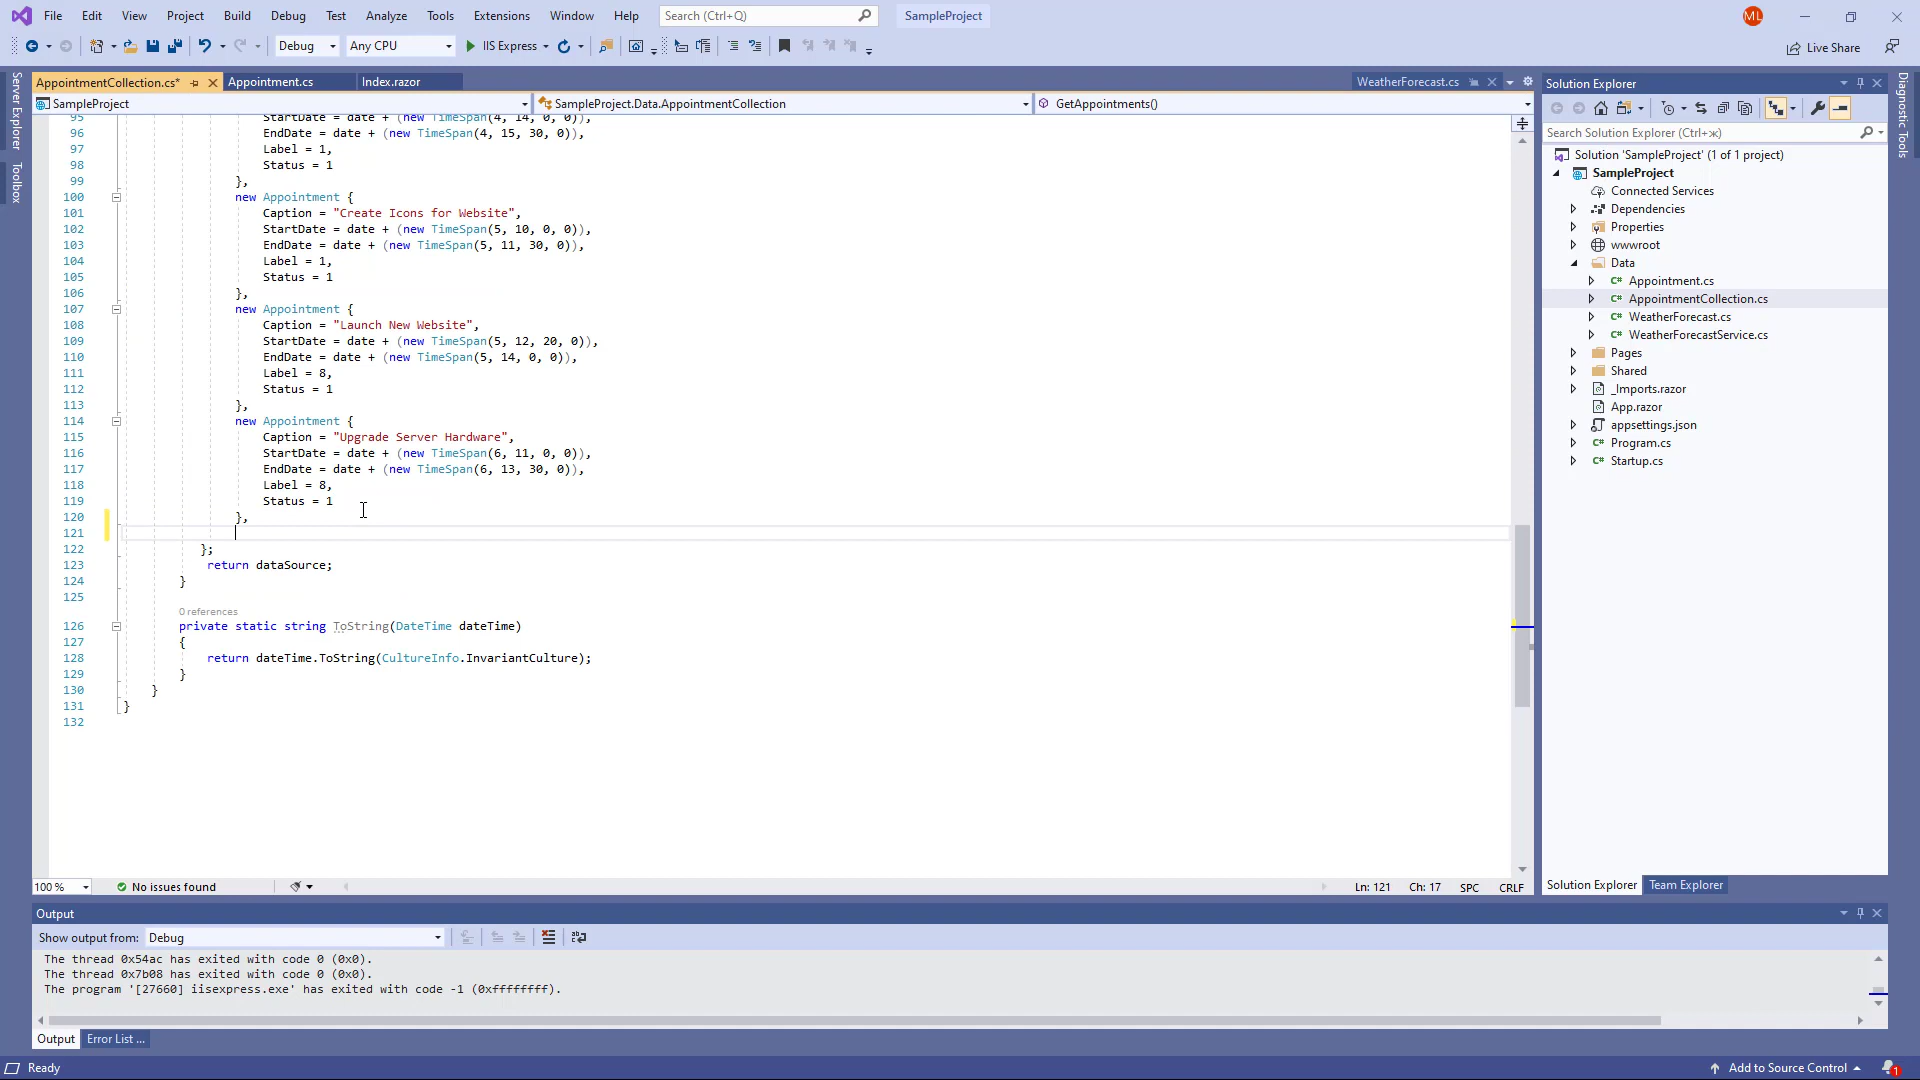 File Edit View Project Build Debug Test Analyze Tools Extensions Window Help Search (Ctrl+Q) SampleProject ML
Debug Any CPU IIS Express Live Share
Server Explorer
Toolbox
AppointmentCollection.cs* Appointment.cs Index.razor WeatherForecast.cs
SampleProject SampleProject.Data.AppointmentCollection GetAppointments()
95 StartDate = date + (new TimeSpan(4, 14, 0, 0)),
96 EndDate = date + (new TimeSpan(4, 15, 30, 0)),
97 Label = 1,
98 Status = 1
99 },
100 new Appointment {
101 Caption = "Create Icons for Website",
102 StartDate = date + (new TimeSpan(5, 10, 0, 0)),
103 EndDate = date + (new TimeSpan(5, 11, 30, 0)),
104 Label = 1,
105 Status = 1
106 },
107 new Appointment {
108 Caption = "Launch New Website",
109 StartDate = date + (new TimeSpan(5, 12, 20, 0)),
110 EndDate = date + (new TimeSpan(5, 14, 0, 0)),
111 Label = 8,
112 Status = 1
113 },
114 new Appointment {
115 Caption = "Upgrade Server Hardware",
116 StartDate = date + (new TimeSpan(6, 11, 0, 0)),
117 EndDate = date + (new TimeSpan(6, 13, 30, 0)),
118 Label = 8,
119 Status = 1
120 },
121
122 };
123 return dataSource;
124 }
125
0 references
126 private static string ToString(DateTime dateTime)
127 {
128 return dateTime.ToString(CultureInfo.InvariantCulture);
129 }
130 }
131 }
132
100 % No issues found Ln: 121 Ch: 17 SPC CRLF
Solution Explorer
Search Solution Explorer (Ctrl+ж)
Solution 'SampleProject' (1 of 1 project)
SampleProject
Connected Services
Dependencies
Properties
wwwroot
Data
C# Appointment.cs
C# AppointmentCollection.cs
C# WeatherForecast.cs
C# WeatherForecastService.cs
Pages
Shared
_Imports.razor
App.razor
appsettings.json
C# Program.cs
C# Startup.cs
Solution Explorer Team Explorer
Diagnostic Tools
Output
Show output from: Debug
The thread 0x54ac has exited with code 0 (0x0).
The thread 0x7b08 has exited with code 0 (0x0).
The program '[27660] iisexpress.exe' has exited with code -1 (0xffffffff).
Output Error List ...
Ready Add to Source Control 1